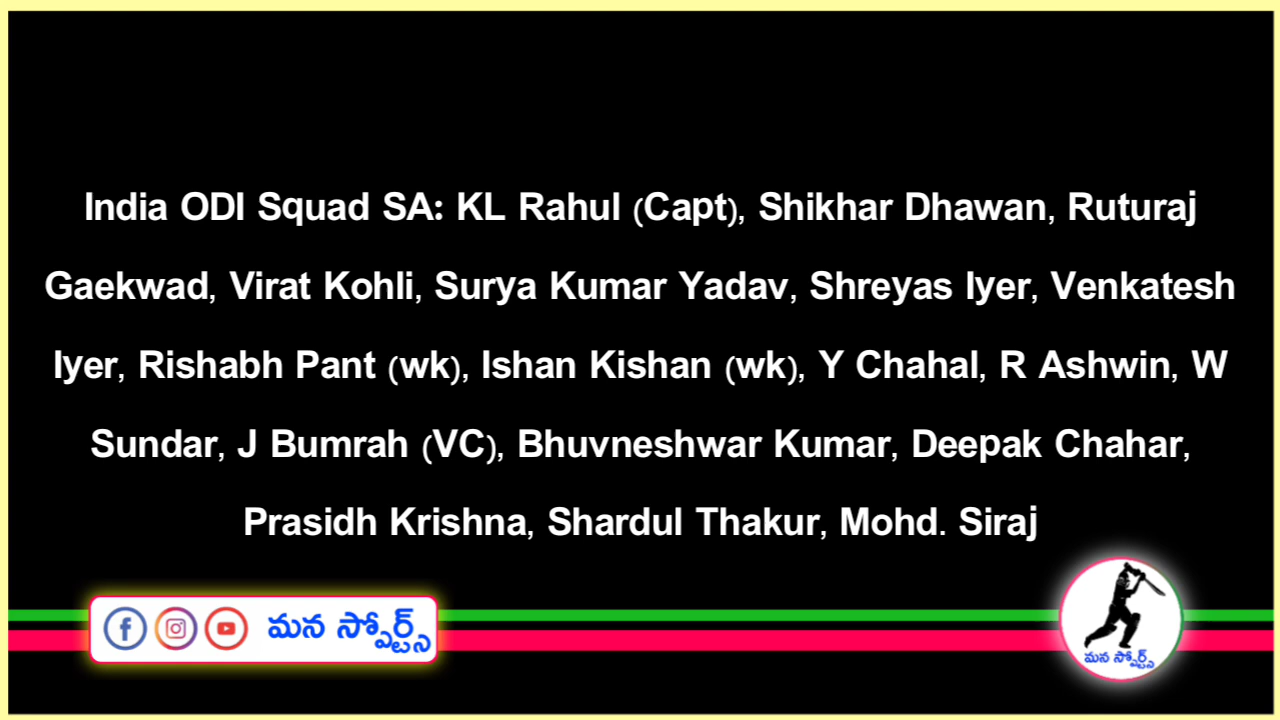 India ODI Squad SA: KL Rahul (Capt), Shikhar Dhawan, Ruturaj
Gaekwad, Virat Kohli, Surya Kumar Yadav, Shreyas Iyer, Venkatesh
Iyer, Rishabh Pant (wk), Ishan Kishan (wk), Y Chahal, R Ashwin, W
Sundar, J Bumrah (VC), Bhuvneshwar Kumar, Deepak Chahar,
Prasidh Krishna, Shardul Thakur, Mohd. Siraj
మన స్పోర్ట్స్
మన స్పోర్ట్స్